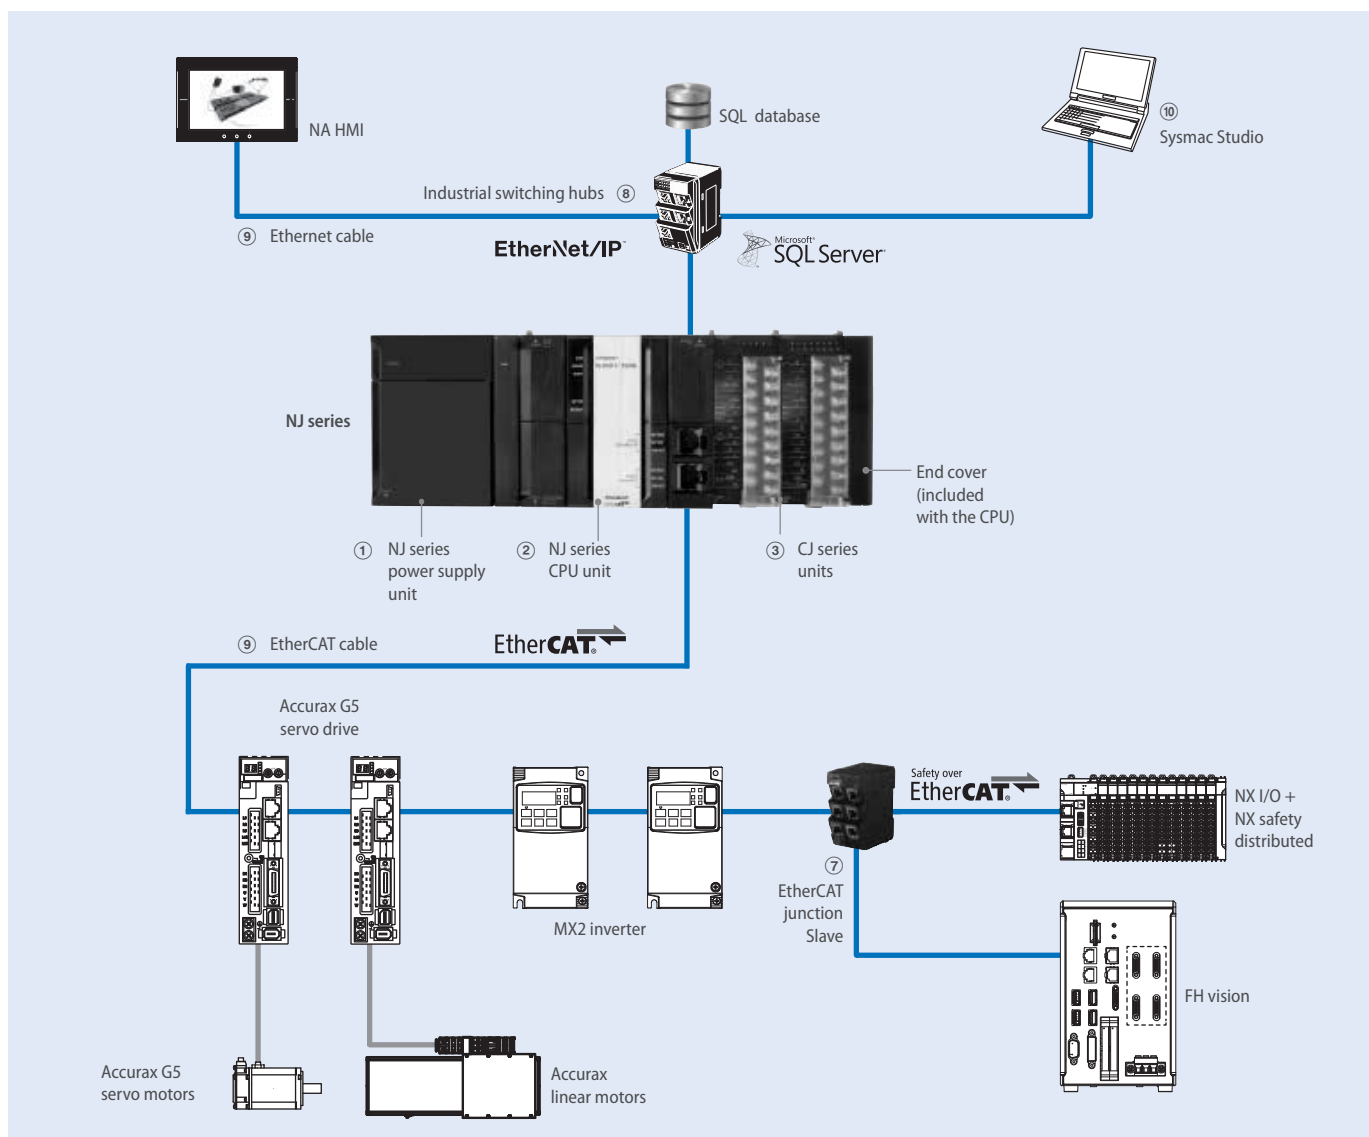 NA HMI
SQL database
⑩
Sysmac Studio
Industrial switching hubs ⑧
⑨ Ethernet cable
EtherNet/IP™
Microsoft®
SQL Server®
NJ series
End cover
(included
with the CPU)
① NJ series
power supply
unit
② NJ series
CPU unit
③ CJ series
units
⑨ EtherCAT cable
EtherCAT®
Accurax G5
servo drive
Safety over
EtherCAT®
NX I/O +
NX safety
distributed
⑦
EtherCAT
junction
Slave
MX2 inverter
FH vision
Accurax G5
servo motors
Accurax
linear motors